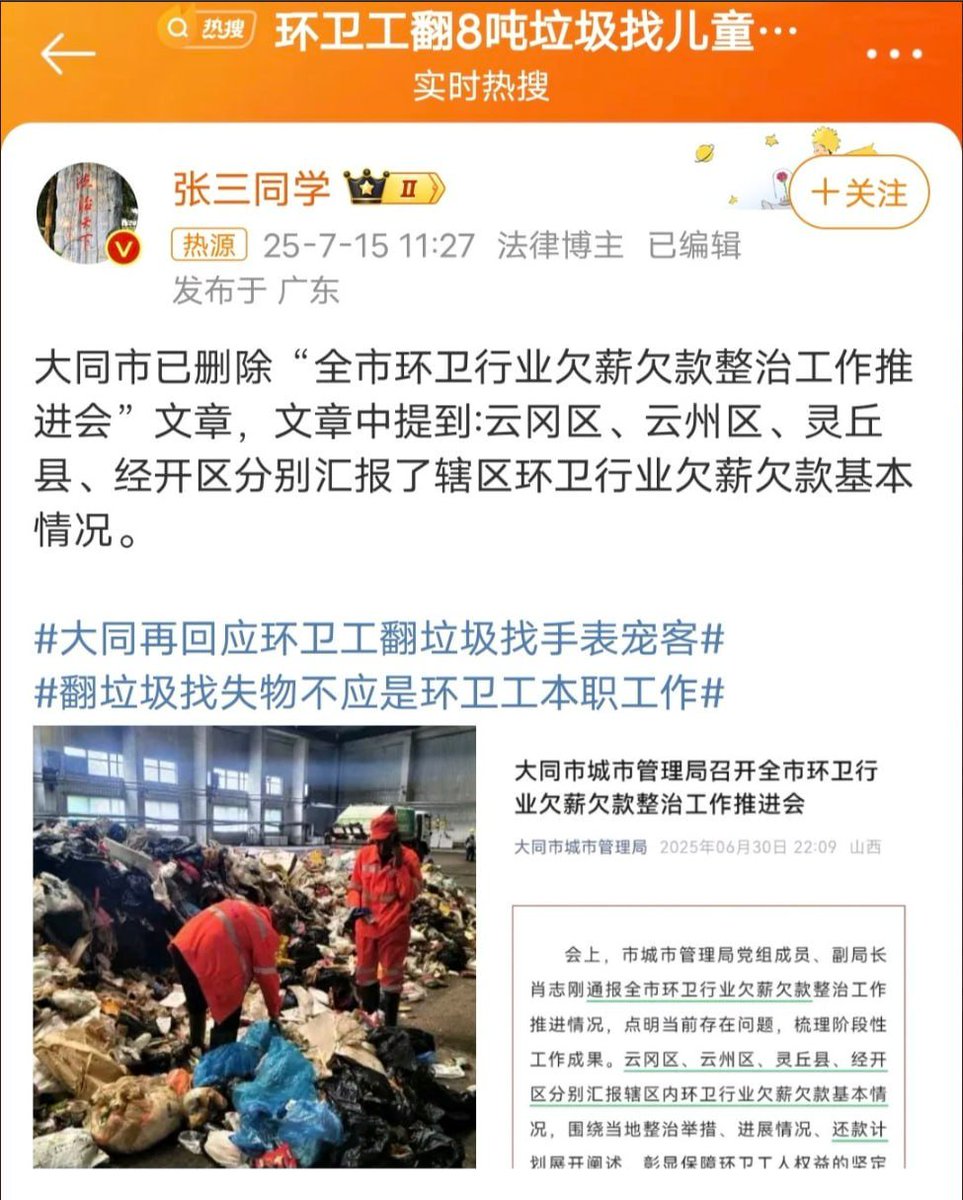 热搜 环卫工翻8吨垃圾找儿童…
实时热搜
张三同学 II
+关注
热源 25-7-15 11:27 法律博主 已编辑
发布于 广东
大同市已删除“全市环卫行业欠薪欠款整治工作推
进会”文章，文章中提到:云冈区、云州区、灵丘
县、经开区分别汇报了辖区环卫行业欠薪欠款基本
情况。
#大同再回应环卫工翻垃圾找手表宠客#
#翻垃圾找失物不应是环卫工本职工作#
大同市城市管理局召开全市环卫行
业欠薪欠款整治工作推进会
大同市城市管理局 2025年06月30日 22:09 山西
会上，市城市管理局党组成员、副局长
肖志刚通报全市环卫行业欠薪欠款整治工作
推进情况，点明当前存在问题，梳理阶段性
工作成果。云冈区、云州区、灵丘县、经开
区分别汇报辖区内环卫行业欠薪欠款基本情
况，围绕当地整治举措、进展情况、还款计
划展开阐述，彰显保障环卫工人权益的坚定